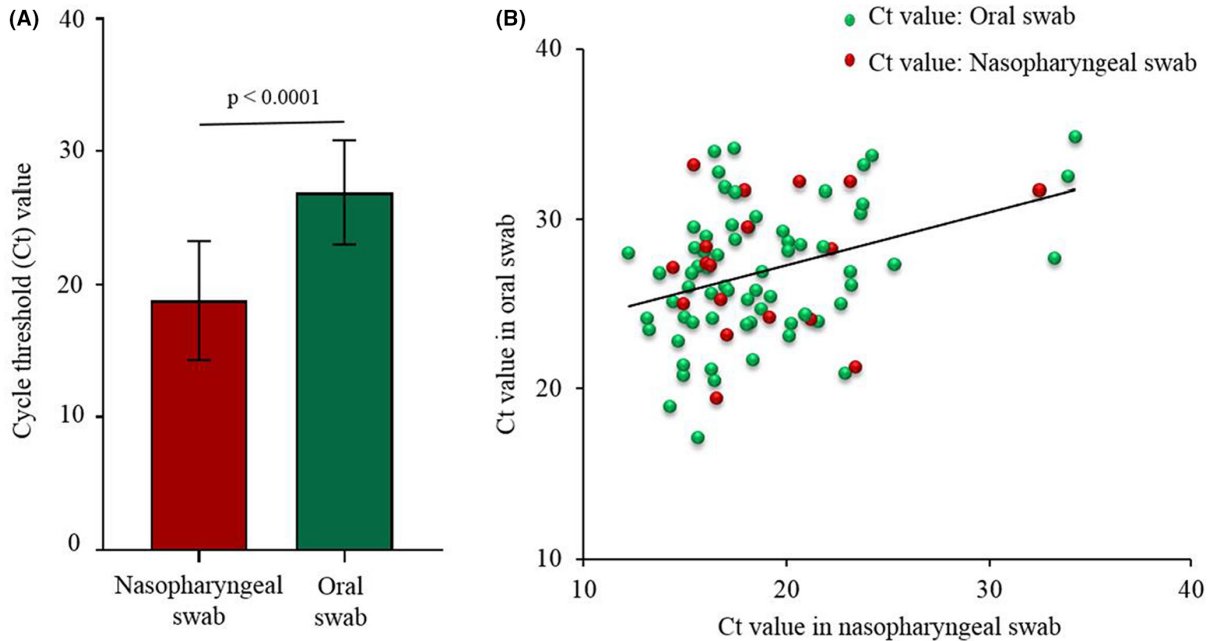 (A)
40
30
20
10
0
Cycle threshold (Ct) value
p < 0.0001
Nasopharyngeal
swab
Oral
swab
(B)
Ct value: Oral swab
Ct value: Nasopharyngeal swab
40
30
20
10
Ct value in oral swab
10
20
30
40
Ct value in nasopharyngeal swab